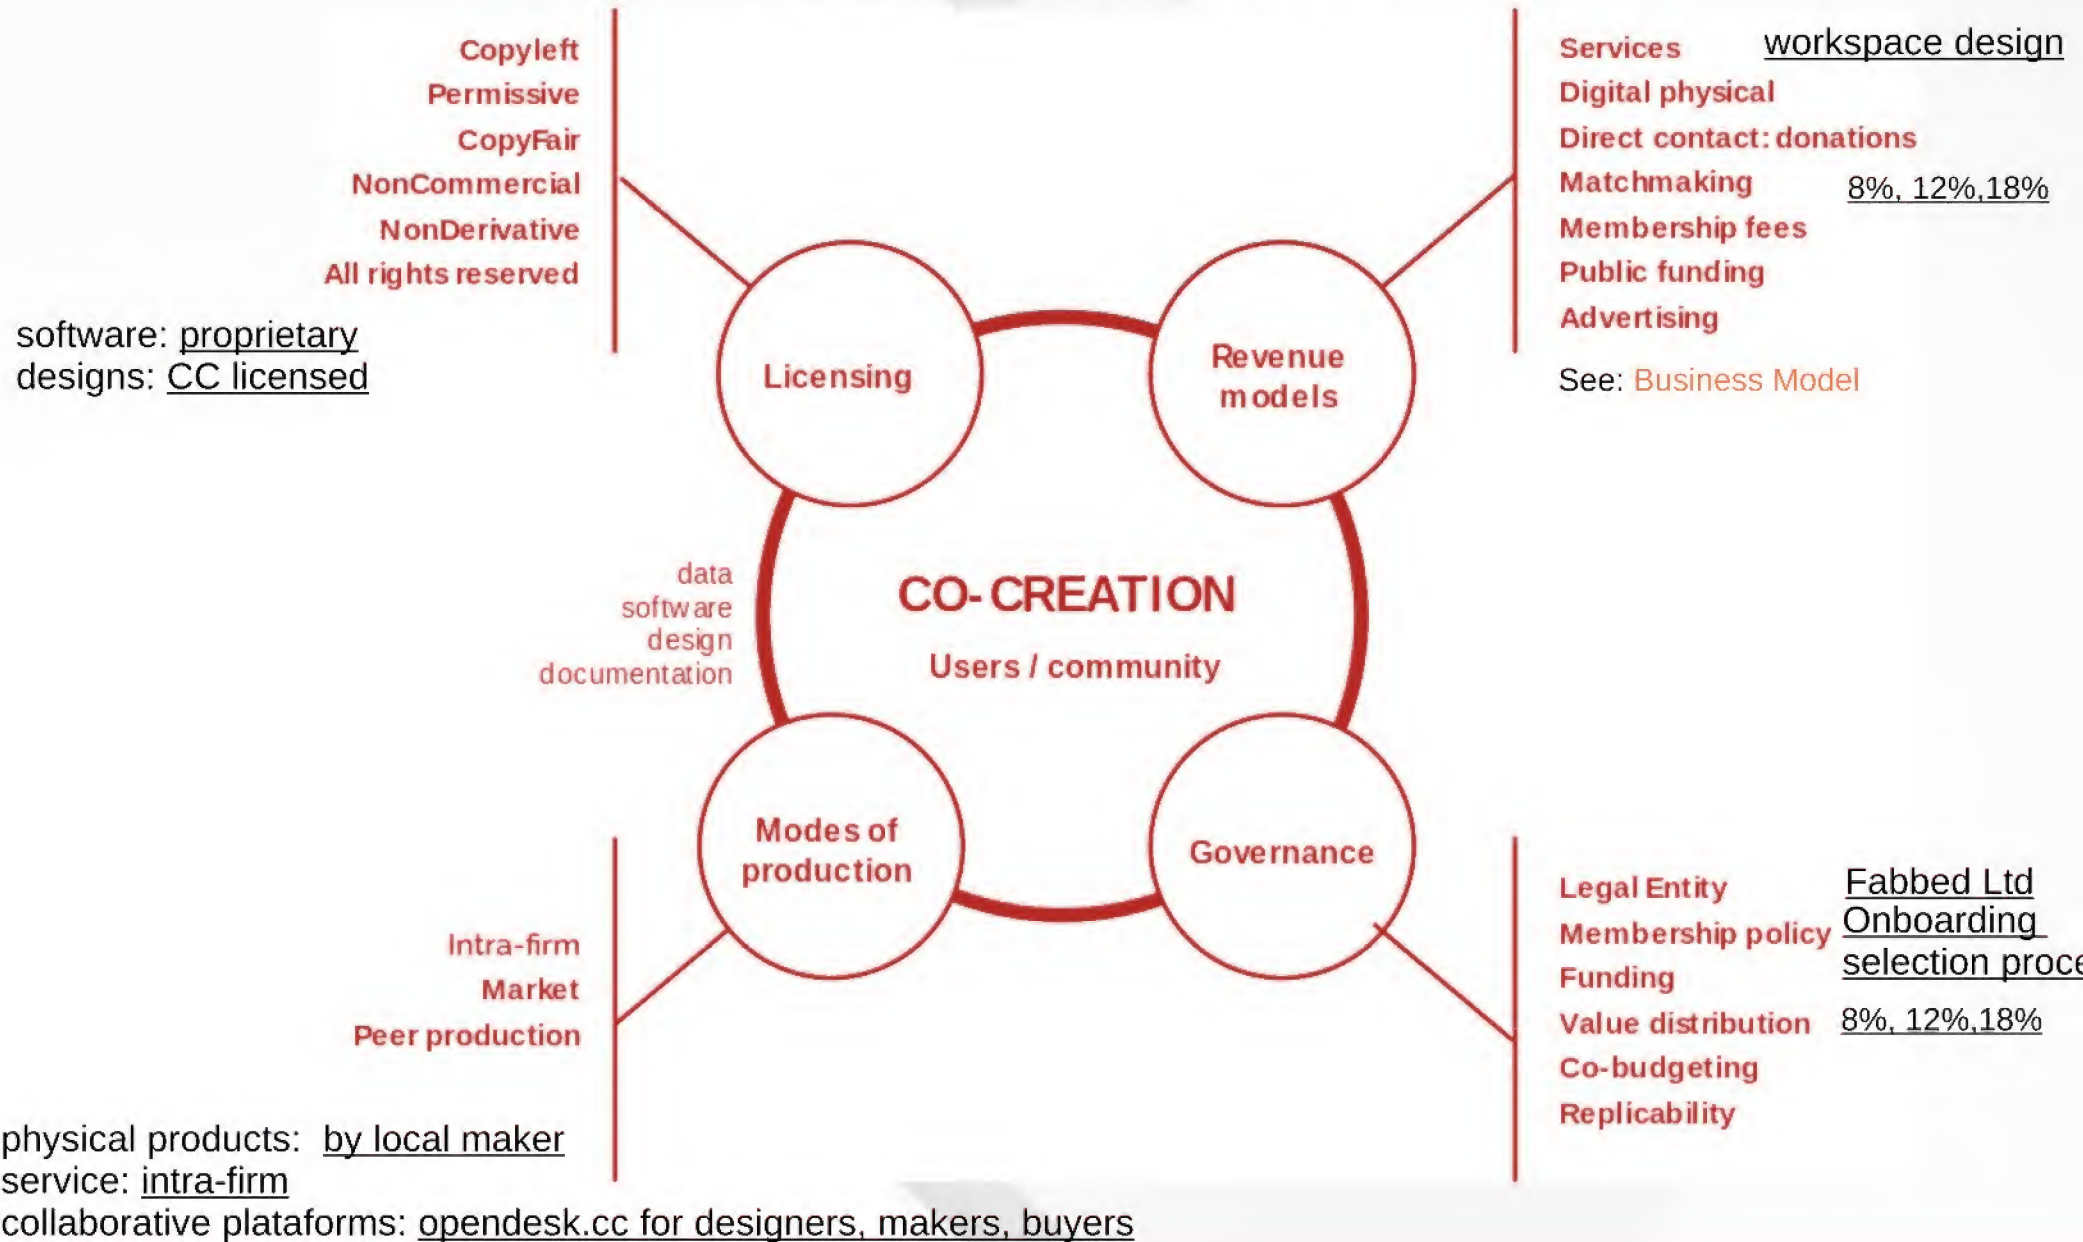 Copyleft
Permissive
CopyFair
NonCommercial
NonDerivative
All rights reserved
software: proprietary
designs: CC licensed
Services workspace design
Digital physical
Direct contact: donations
Matchmaking 8%, 12%,18%
Membership fees
Public funding
Advertising
See: Business Model
Licensing
Revenue
models
data
software
design
documentation
CO-CREATION
Users / community
Modes of
production
Governance
Intra-firm
Market
Peer production
physical products: by local maker
service: intra-firm
collaborative plataforms: opendesk.cc for designers, makers, buyers
Legal Entity Fabbed Ltd
Membership policy Onboarding
selection
Funding
Value distribution 8%, 12%,18%
Co-budgeting
Replicability